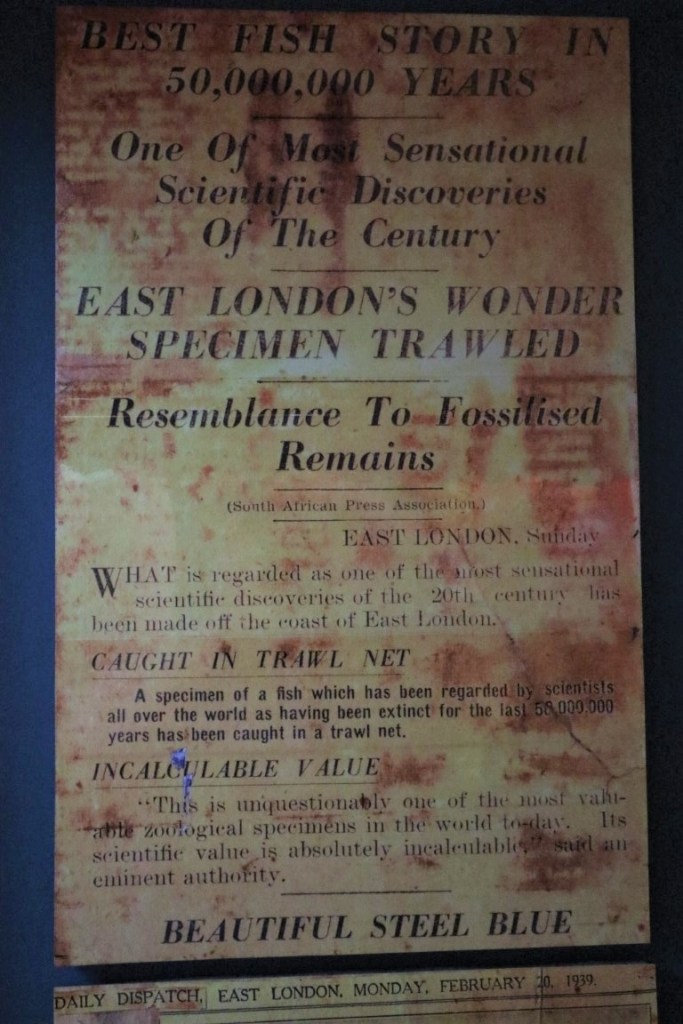 BEST FISH STORY IN
50,000,000 YEARS
One Of Most Sensational
Scientific Discoveries
Of The Century
EAST LONDON'S WONDER
SPECIMEN TRAWLED
Resemblance To Fossilised
Remains
(South African Press Association.)
EAST LONDON, Sunday
WHAT is regarded as one of the most sensational
scientific discoveries of the 20th century has
been made off the coast of East London.
CAUGHT IN TRAWL NET
A specimen of a fish which has been regarded by scientists
all over the world as having been extinct for the last 50,000,000
years has been caught in a trawl net.
INCALCULABLE VALUE
"This is unquestionably one of the most valu-
able zoological specimens in the world to-day. Its
scientific value is absolutely incalculable," said an
eminent authority.
BEAUTIFUL STEEL BLUE
DAILY DISPATCH, EAST LONDON, MONDAY, FEBRUARY 20, 1939.